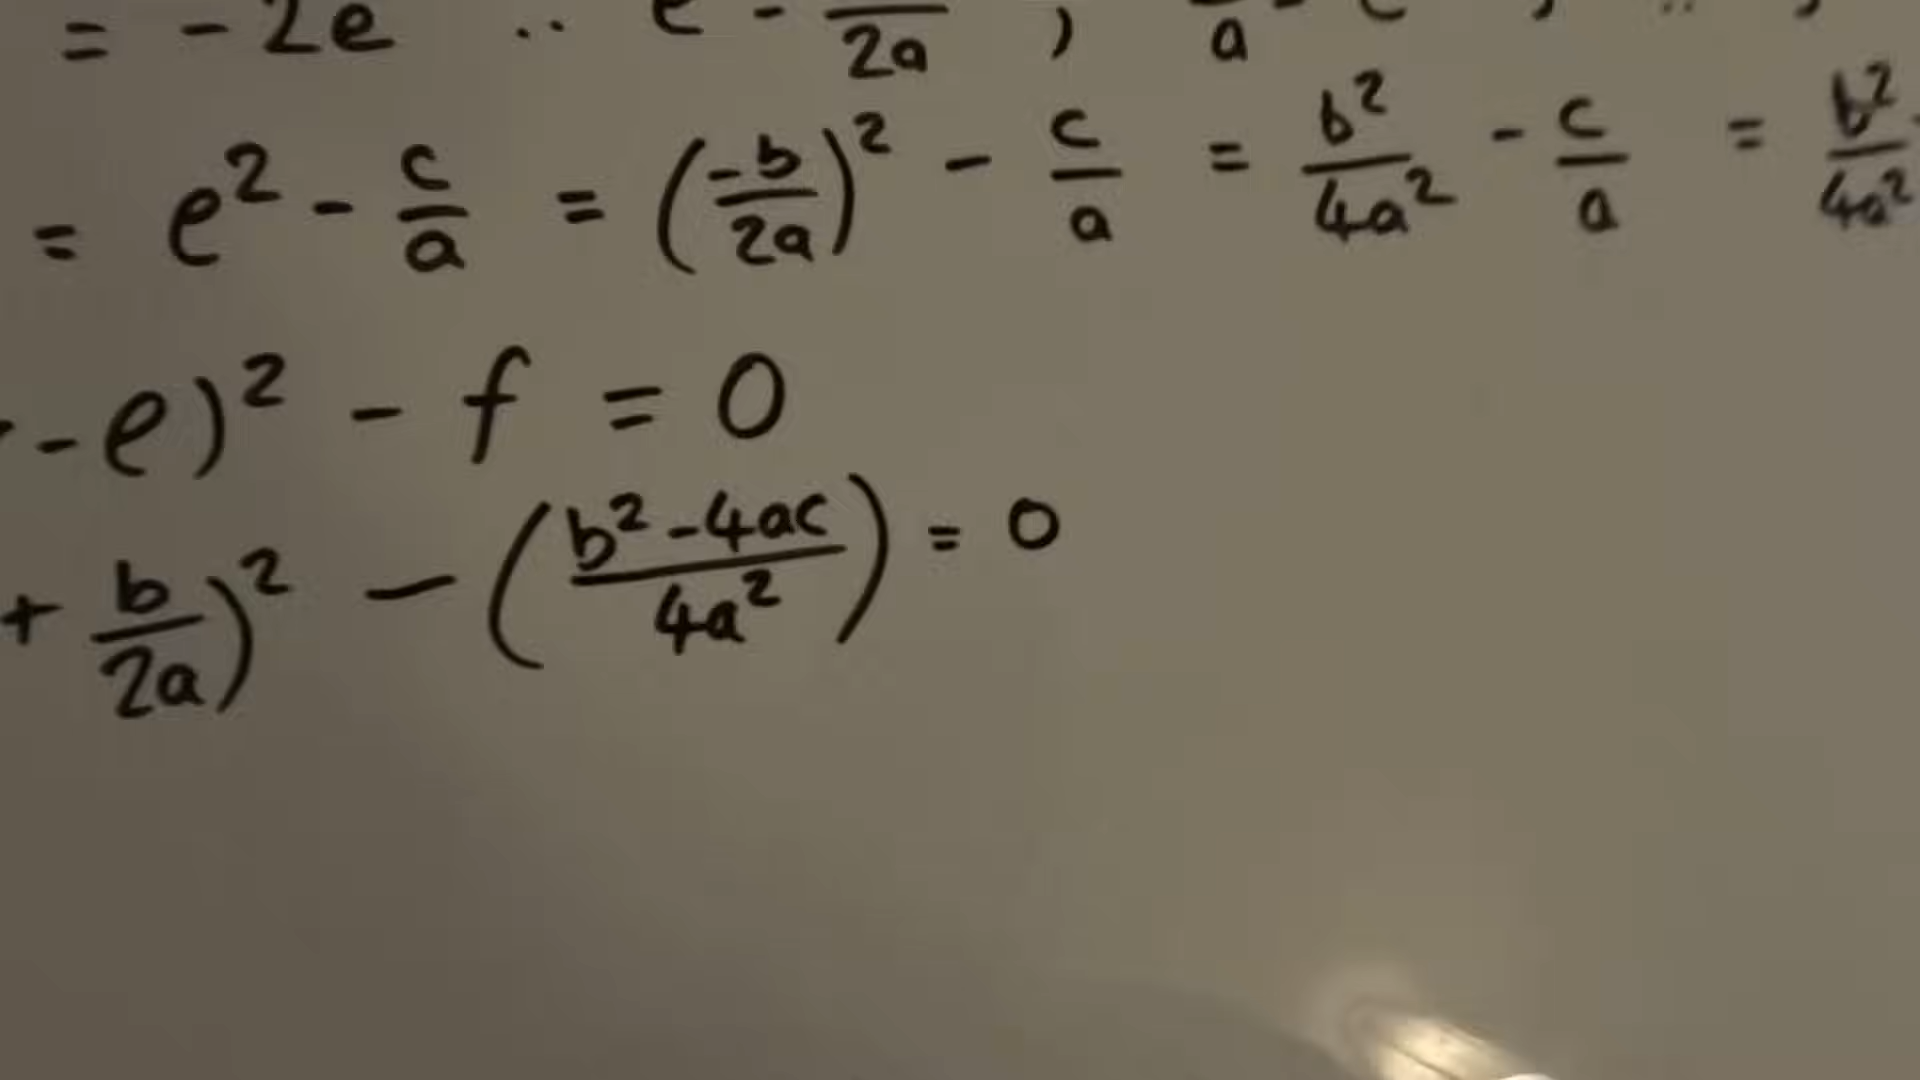 = -2e ∴ e = 2a , a = e
= e² - c/a = (-b/2a)² - c/a = b²/4a² - c/a = b²/4a²
- e)² - f = 0
+ b/2a)² - (b² - 4ac/4a²) = 0